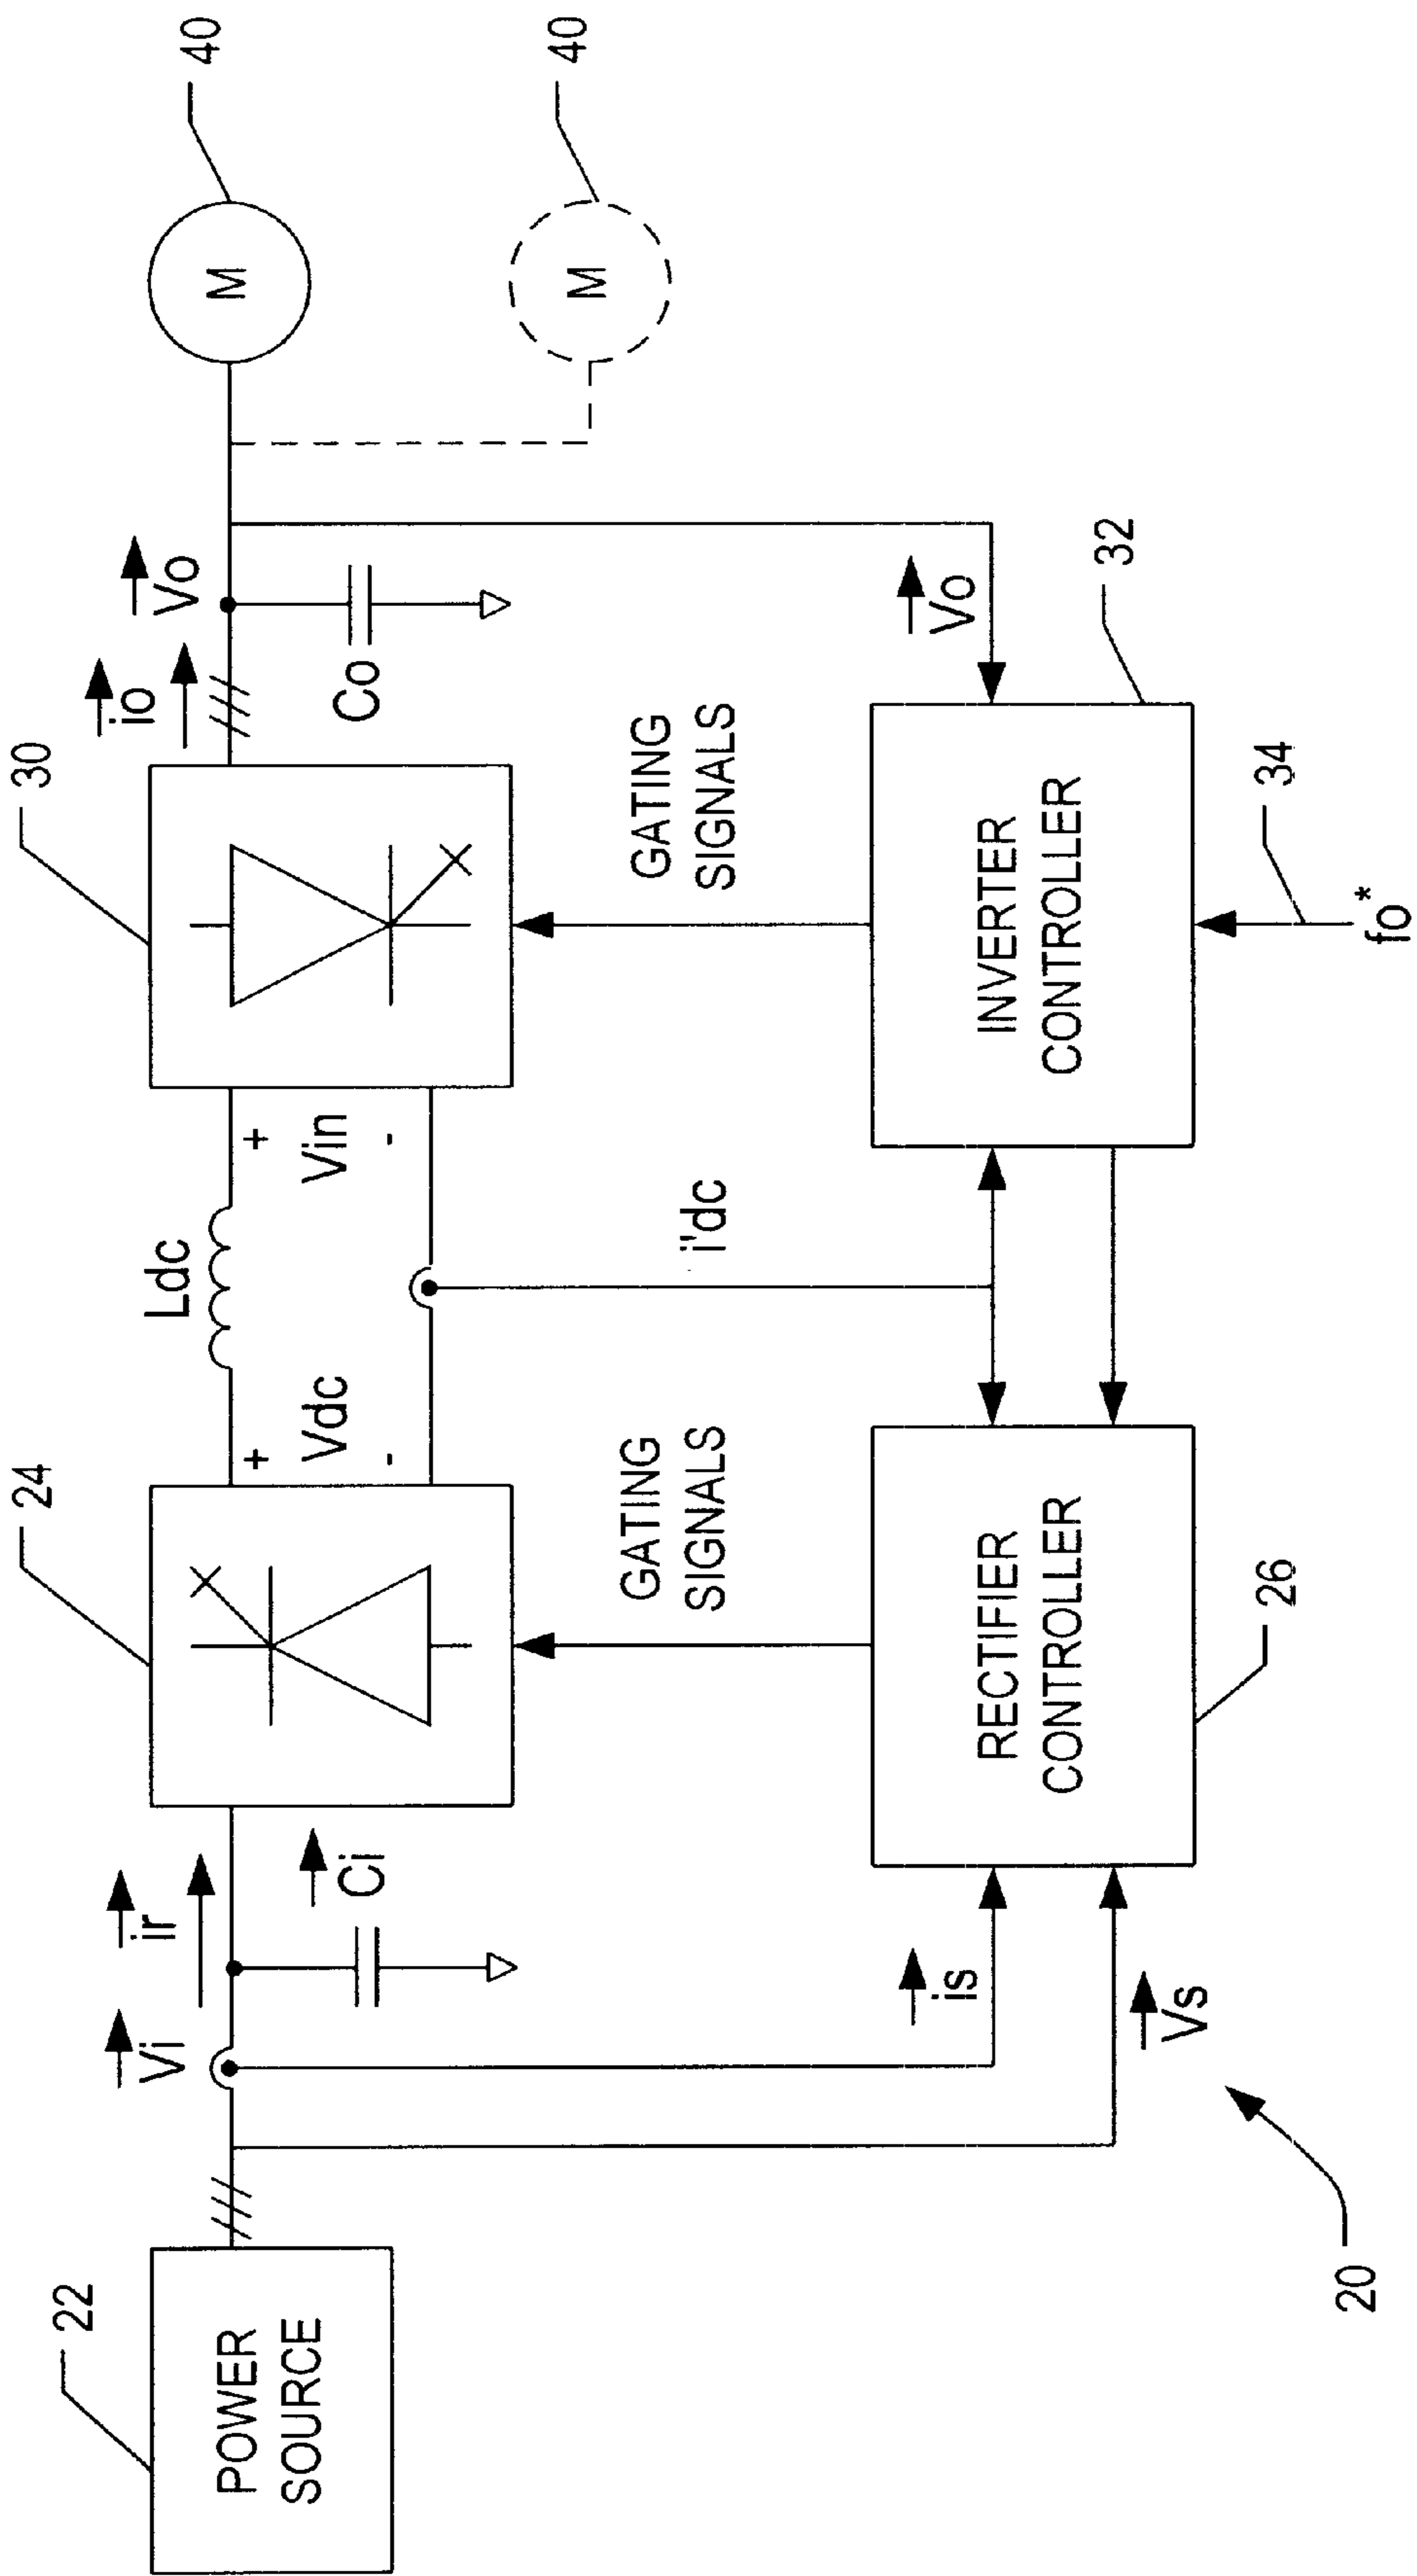 22
POWER
SOURCE
Vi
ir
Ci
24
+
Vdc
-
Ldc
+
Vin
-
30
io
Vo
Co
40
M
40
M
GATING
SIGNALS
i'dc
GATING
SIGNALS
is
Vs
RECTIFIER
CONTROLLER
26
INVERTER
CONTROLLER
Vo
32
34
fo*
20